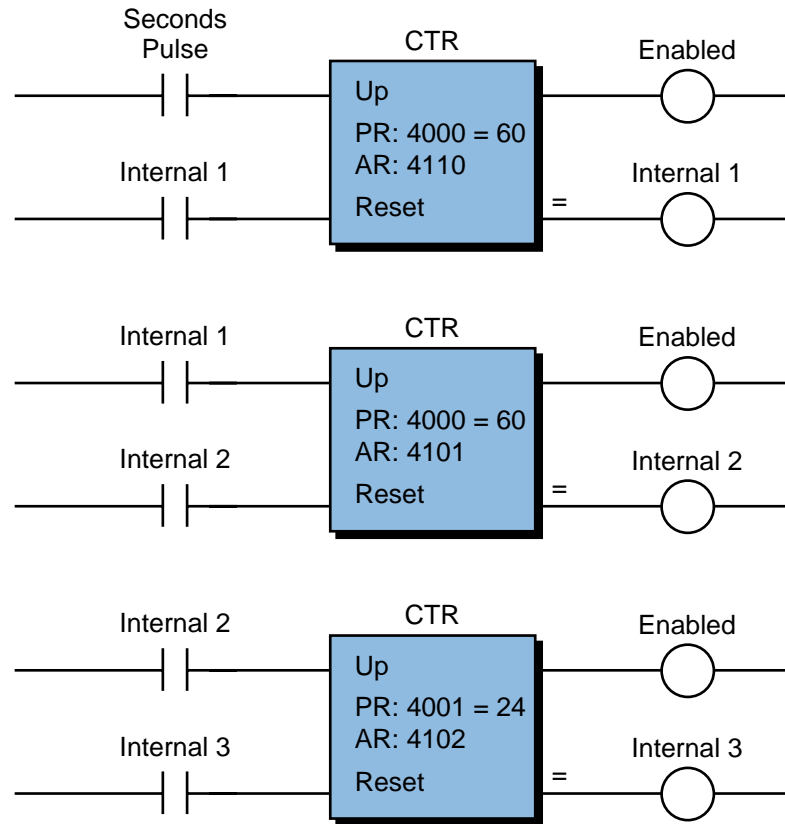 Seconds
Pulse
CTR
Enabled
Up
PR: 4000 = 60
AR: 4110
Internal 1
Internal 1
Reset
=
CTR
Internal 1
Enabled
Up
PR: 4000 = 60
AR: 4101
Internal 2
Internal 2
Reset
=
CTR
Internal 2
Enabled
Up
PR: 4001 = 24
AR: 4102
Internal 3
Internal 3
Reset
=